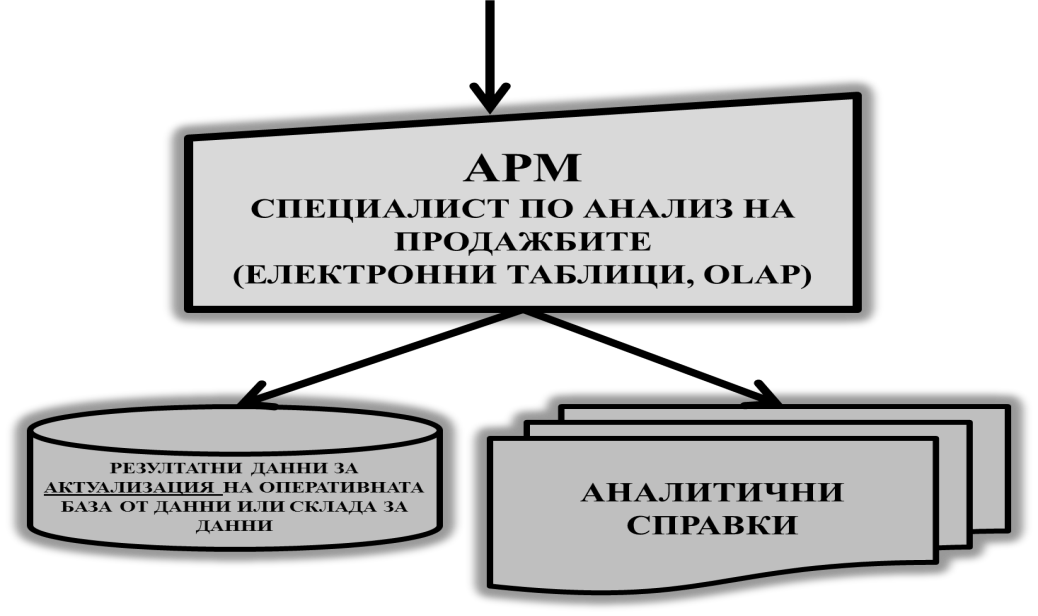 АРМ
СПЕЦИАЛИСТ ПО АНАЛИЗ НА
ПРОДАЖБИТЕ
(ЕЛЕКТРОННИ ТАБЛИЦИ, OLAP)
РЕЗУЛТАТНИ ДАННИ ЗА
АКТУАЛИЗАЦИЯ НА ОПЕРАТИВНАТА
БАЗА ОТ ДАННИ ИЛИ СКЛАДА ЗА
ДАННИ
АНАЛИТИЧНИ
СПРАВКИ